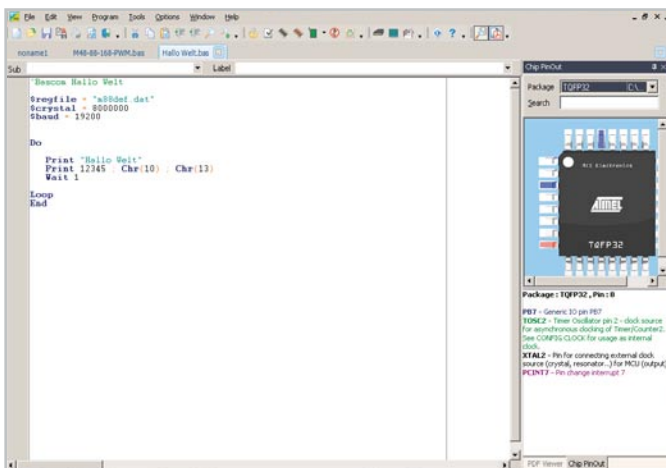 File Edit View Program Tools Options Window Help
noname1 M48-88-168-PWM.bas Hallo Welt.bas
Sub Label
Chip PinOut
'Bascom Hallo Welt
$regfile = "m88def.dat"
$crystal = 8000000
$baud = 19200
Do
Print "Hallo Welt"
Print 12345 ; Chr(10) ; Chr(13)
Wait 1
Loop
End
Package TQFP32
Search
MCS Electronics
ATMEL
TQFP32
Package : TQFP32 , Pin : 8
PB7 - Generic IO pin PB7
TOSC2 - Timer Oscillator pin 2 - clock source
for asynchronous clocking of Timer/Counter2.
See CONFIG CLOCK for usage as internal
clock.
XTAL2 - Pin for connecting external clock
source (crystal, resonator...) for MCU (output)
PCINT7 - Pin change interrupt 7
PDF Viewer Chip PinOut